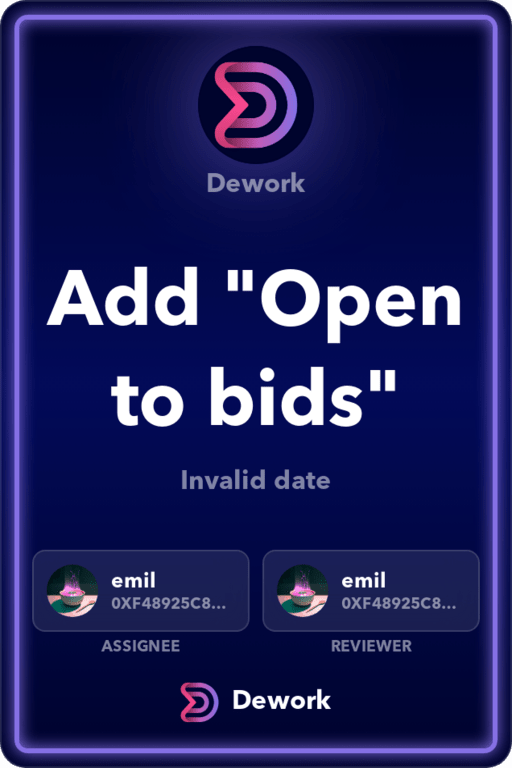 Dework
Add "Open
to bids"
Invalid date
emil
0XF48925C8...
ASSIGNEE
emil
0XF48925C8...
REVIEWER
Dework